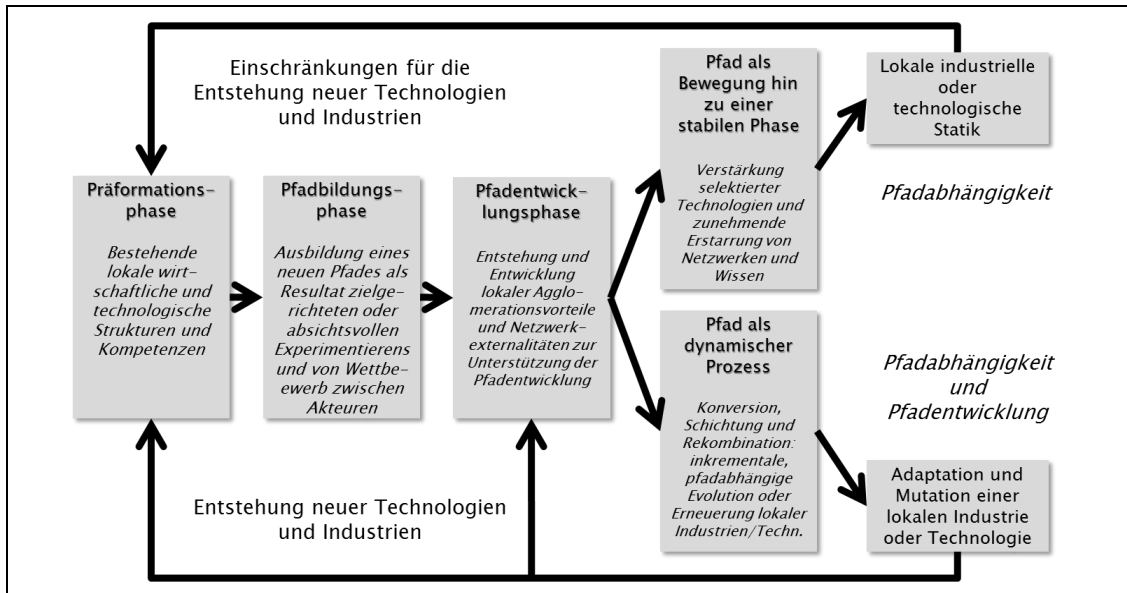 Einschränkungen für die
Entstehung neuer Technologien
und Industrien
Präformations-
phase
Bestehende
lokale wirt-
schaftliche und
technologische
Strukturen und
Kompetenzen
Pfadbildungs-
phase
Ausbildung eines
neuen Pfades als
Resultat zielge-
richteten oder
absichtsvollen
Experimentierens
und von Wettbe-
ewerb zwischen
Akteuren
Pfadentwick-
lungsphase
Entstehung und
Entwicklung
lokaler Agglo-
merationsvorteile
und Netzwerk-
externalitäten zur
Unterstützung der
Pfadentwicklung
Pfad als
Bewegung hin
zu einer
stabilen Phase
Verstärkung
selektierter
Technologien und
zunehmende
Erstarrung von
Netzwerken und
Wissen
Lokale industrielle
oder
technologische
Statik
Pfadabhängigkeit
Pfad als
dynamischer
Prozess
Konversion,
Schichtung und
Rekombination:
inkrementale,
pfadabhängige
Evolution oder
Erneuerung lokaler
Industrien/Techn.
Pfadabhängigkeit
und
Pfadentwicklung
Adaptation und
Mutation einer
lokalen Industrie
oder Technologie
Entstehung neuer Technologien
und Industrien